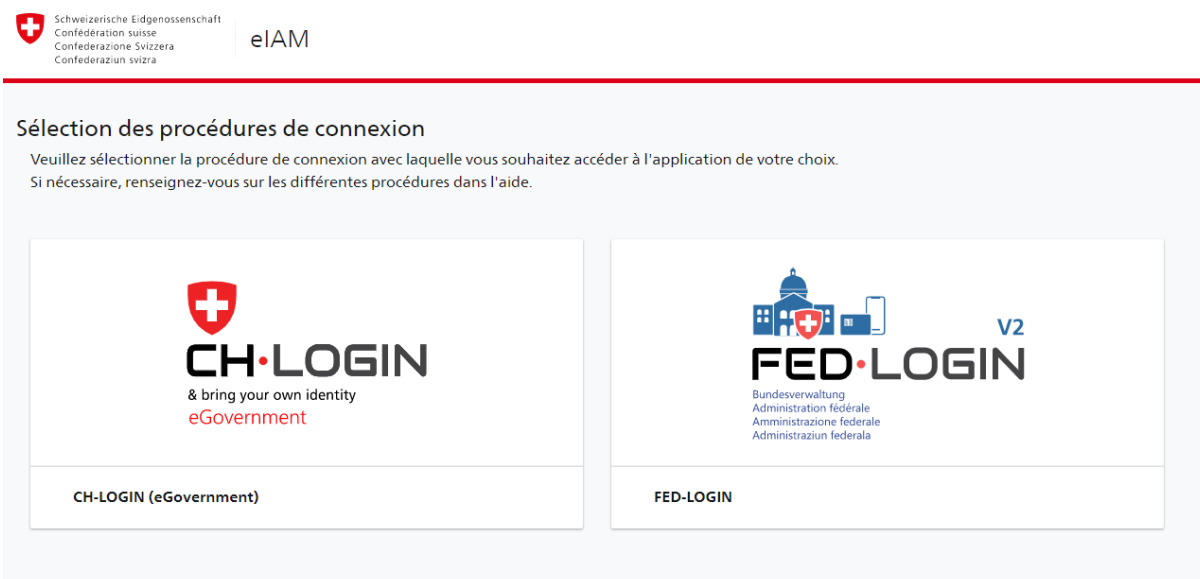 Schweizerische Eidgenossenschaft
Confédération suisse
Confederazione Svizzera
Confederaziun svizra
eIAM
Sélection des procédures de connexion
Veuillez sélectionner la procédure de connexion avec laquelle vous souhaitez accéder à l'application de votre choix.
Si nécessaire, renseignez-vous sur les différentes procédures dans l'aide.
CH·LOGIN
& bring your own identity
eGovernment
CH-LOGIN (eGovernment)
V2
FED·LOGIN
Bundesverwaltung
Administration fédérale
Amministrazione federale
Administraziun federala
FED-LOGIN